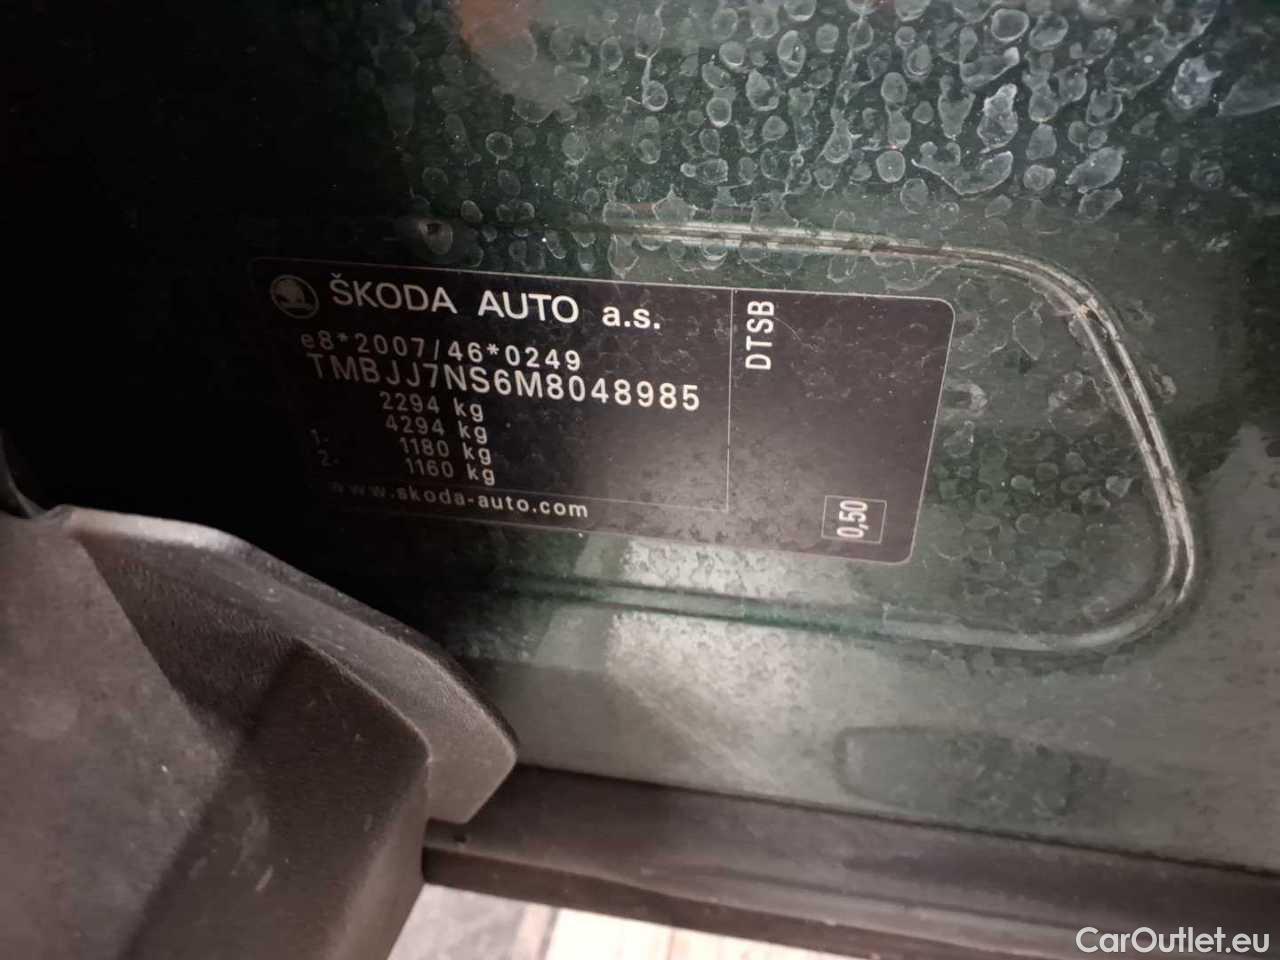 ŠKODA AUTO a.s.
e8*2007/46*0249
TMBJJ7NS6M8048985
2294 kg
4294 kg
1- 1180 kg
2- 1160 kg
www.skoda-auto.com
DTSB
0,50
CarOutlet.eu